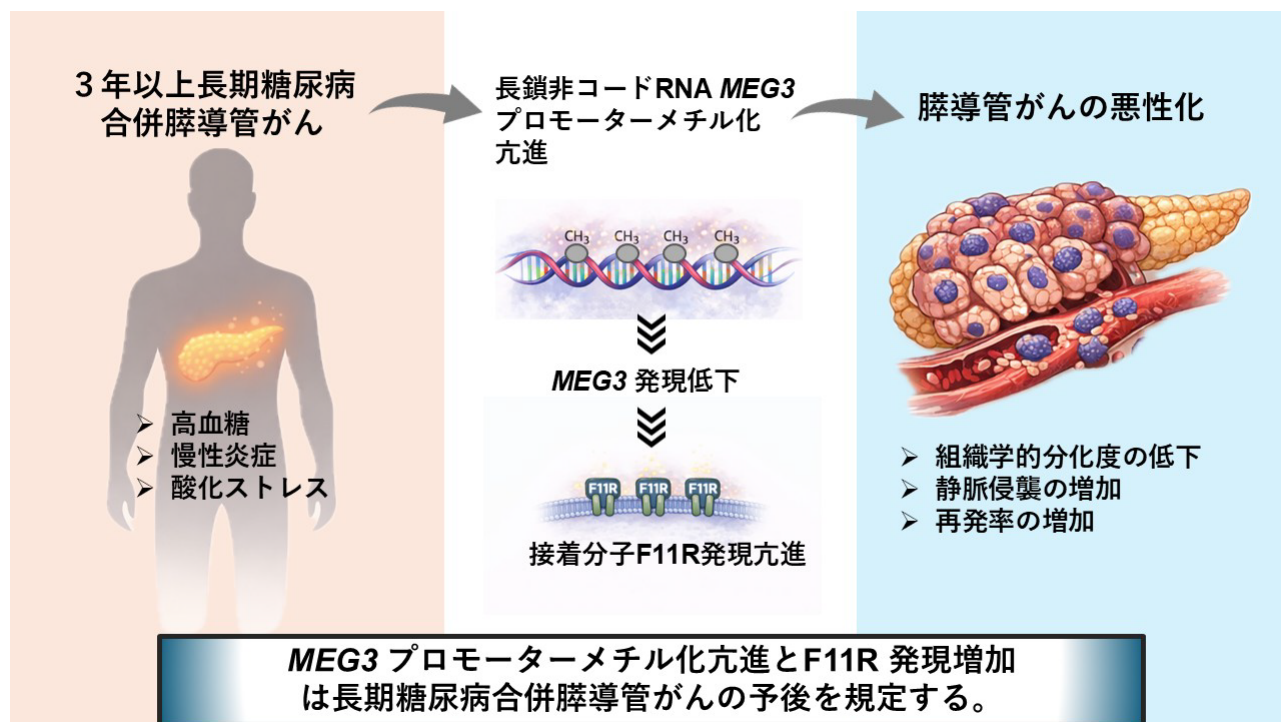 ３年以上長期糖尿病
合併膵導管がん
➢ 高血糖
➢ 慢性炎症
➢ 酸化ストレス
長鎖非コードRNA MEG3
プロモーターメチル化
亢進
CH₃ CH₃ CH₃ CH₃
MEG3 発現低下
F11R F11R F11R
接着分子F11R発現亢進
膵導管がんの悪性化
➢ 組織学的分化度の低下
➢ 静脈侵襲の増加
➢ 再発率の増加
MEG3 プロモーターメチル化亢進とF11R 発現増加
は長期糖尿病合併膵導管がんの予後を規定する。